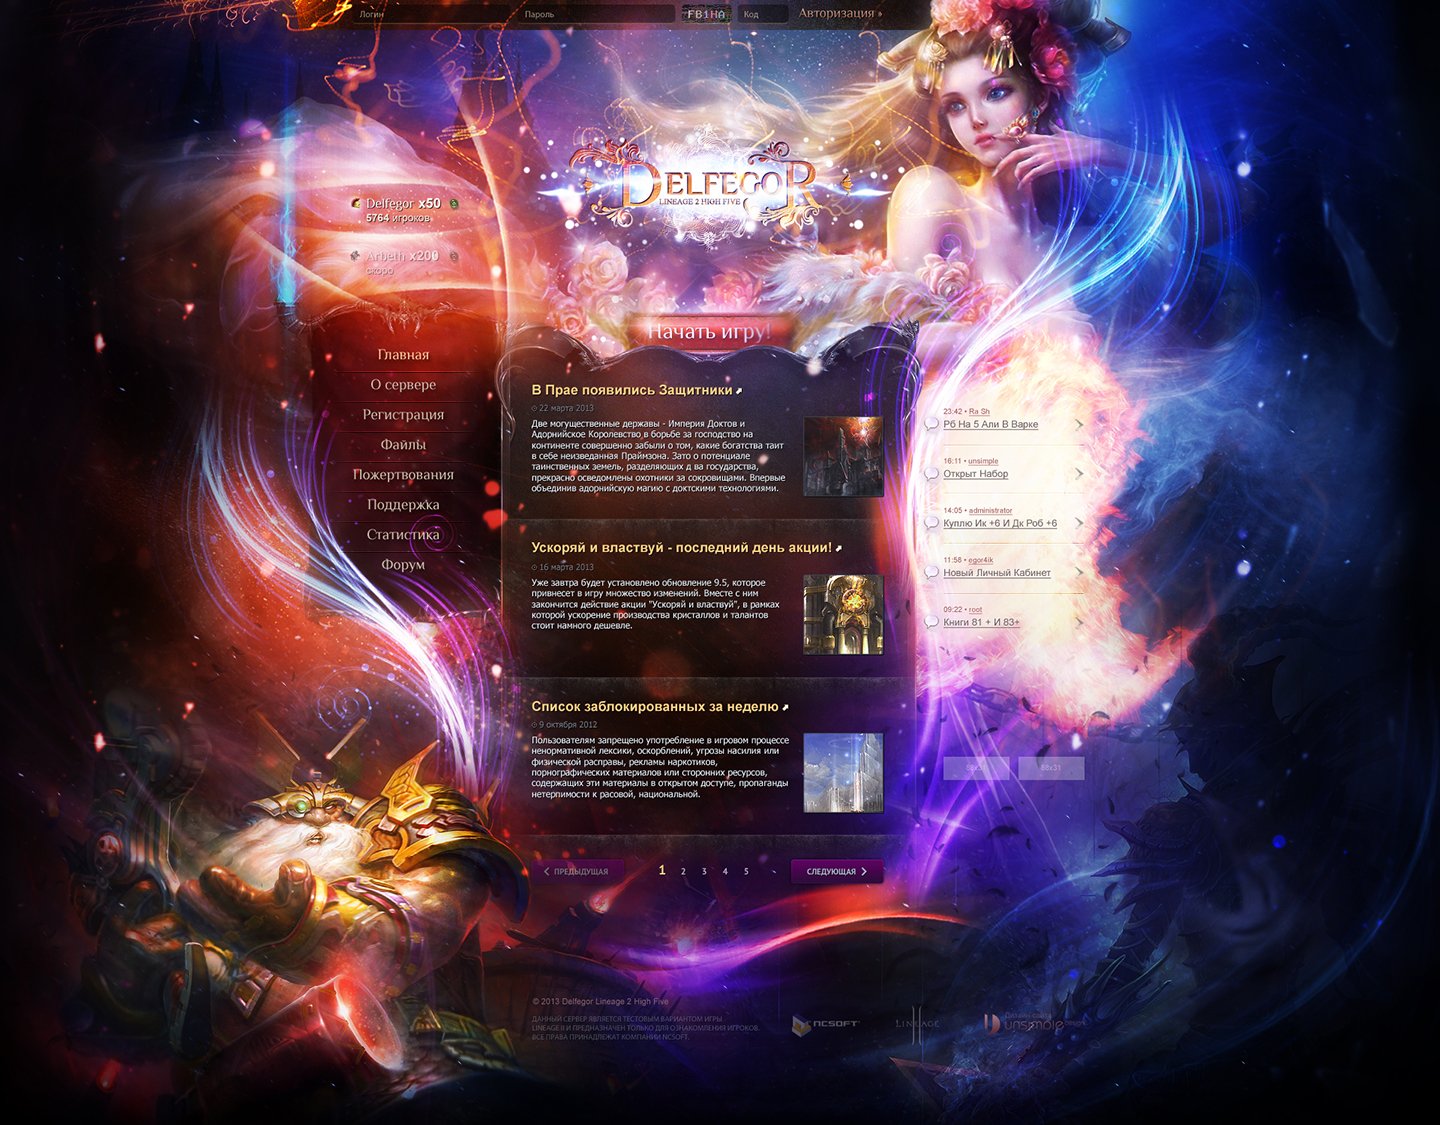 Логин
Пароль
FB1HA
Код
Авторизация »
DELFEGOR
LINEAGE 2 HIGH FIVE
Delfegor x50
5764 игроков
Arbeth x200
скоро
Начать игру!
Главная
О сервере
Регистрация
Файлы
Пожертвования
Поддержка
Статистика
Форум
В Прае появились Защитники
22 марта 2013
Две могущественные державы - Империя Доктов и
Адорнийское Королевство в борьбе за господство на
континенте совершенно забыли о том, какие богатства таит
в себе неизведанная Праймзона. Зато о потенциале
таинственных земель, разделяющих д ва государства,
прекрасно осведомлены охотники за сокровищами. Впервые
объединив адорнийскую магию с доктскими технологиями.
Ускоряй и властвуй - последний день акции!
16 марта 2013
Уже завтра будет установлено обновление 9.5, которое
привнесет в игру множество изменений. Вместе с ним
закончится действие акции "Ускоряй и властвуй", в рамках
которой ускорение производства кристаллов и талантов
стоит намного дешевле.
Список заблокированных за неделю
9 октября 2012
Пользователям запрещено употребление в игровом процессе
ненормативной лексики, оскорблений, угрозы насилия или
физической расправы, рекламы наркотиков,
порнографических материалов или сторонних ресурсов,
содержащих эти материалы в открытом доступе, пропаганды
нетерпимости к расовой, национальной.
ПРЕДЫДУЩАЯ
1 2 3 4 5
СЛЕДУЮЩАЯ
23:42 • Ra Sh
Рб На 5 Али В Варке
16:11 • unsimple
Открыт Набор
14:05 • administrator
Куплю Ик +6 И Дк Роб +6
11:58 • egor4ik
Новый Личный Кабинет
09:22 • root
Книги 81 + И 83+
88x31
88x31
© 2013 Delfegor Lineage 2 High Five
ДАННЫЙ СЕРВЕР ЯВЛЯЕТСЯ ТЕСТОВЫМ ВАРИАНТОМ ИГРЫ
LINEAGE II И ПРЕДНАЗНАЧЕН ТОЛЬКО ДЛЯ ОЗНАКОМЛЕНИЯ ИГРОКОВ.
ВСЕ ПРАВА ПРИНАДЛЕЖАТ КОМПАНИИ NCSOFT.
NCSOFT
LINEAGE II
Дизайн сайта
unsimple